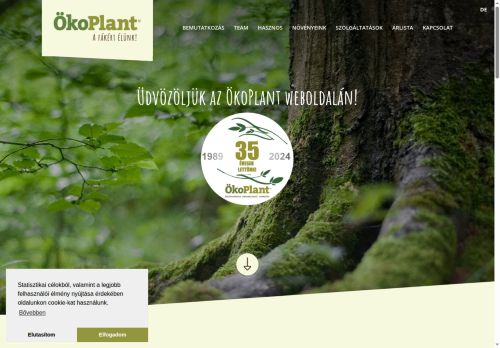 ÖkoPlant
A FÁKÉRT ÉLÜNK!
BEMUTATKOZÁS TEAM HASZNOS NÖVÉNYEINK SZOLGÁLTATÁSOK ÁRLISTA KAPCSOLAT
DE
ÜDVÖZÖLJÜK AZ ÖKOPLANT WEBOLDALÁN!
1989 35 2024
ÖkoPlant
Statisztikai célokból, valamint a legjobb
felhasználói élmény nyújtása érdekében
oldalunkon cookie-kat használunk.
Bővebben
Elutasítom Elfogadom